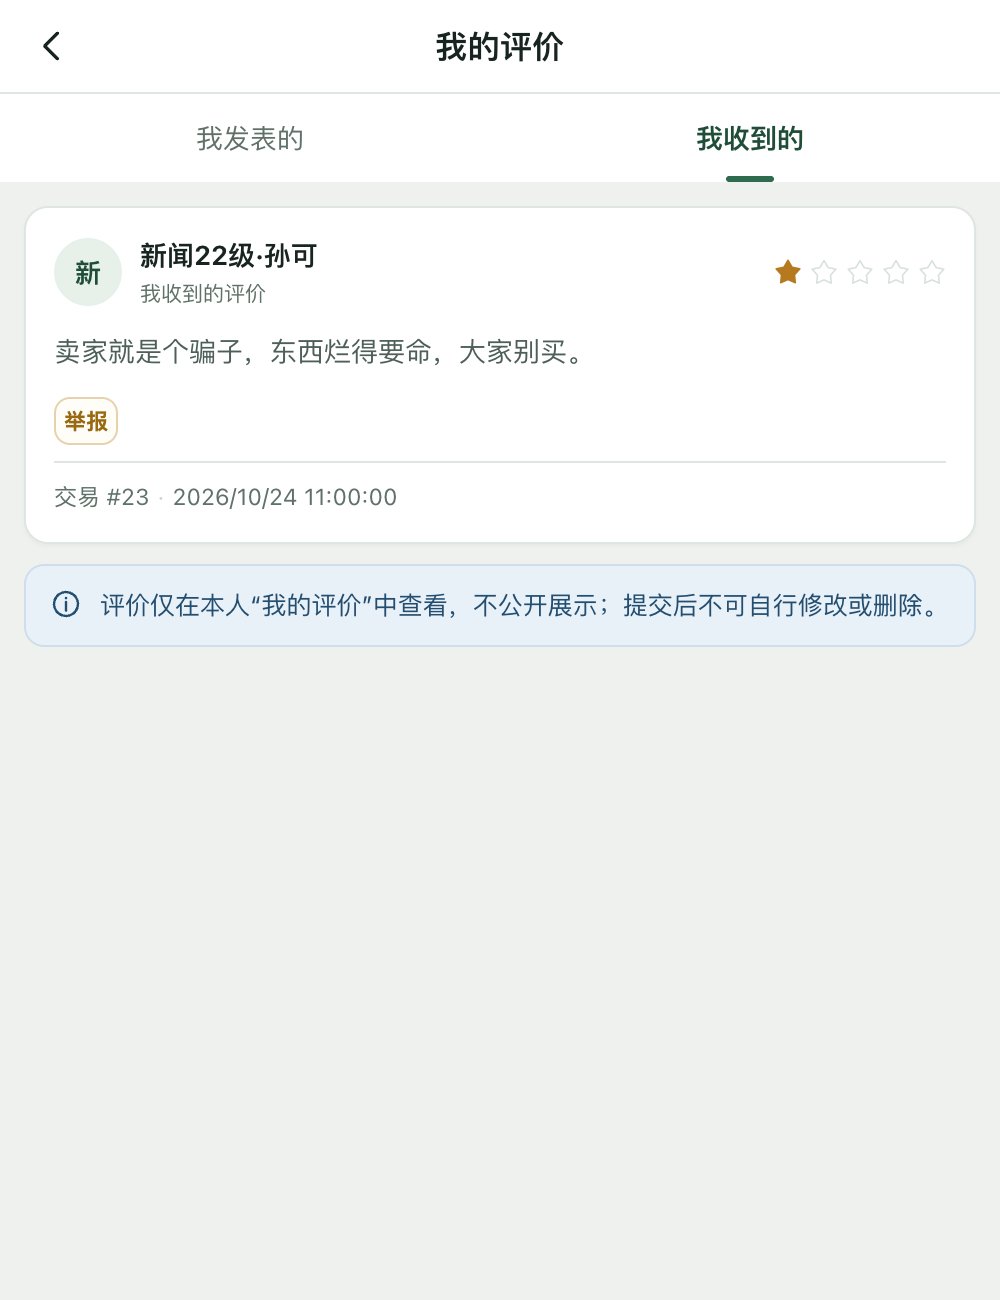 我的评价
我发表的
我收到的
新
新闻22级·孙可
我收到的评价
卖家就是个骗子，东西烂得要命，大家别买。
举报
交易 #23 · 2026/10/24 11:00:00
评价仅在本人“我的评价”中查看，不公开展示；提交后不可自行修改或删除。